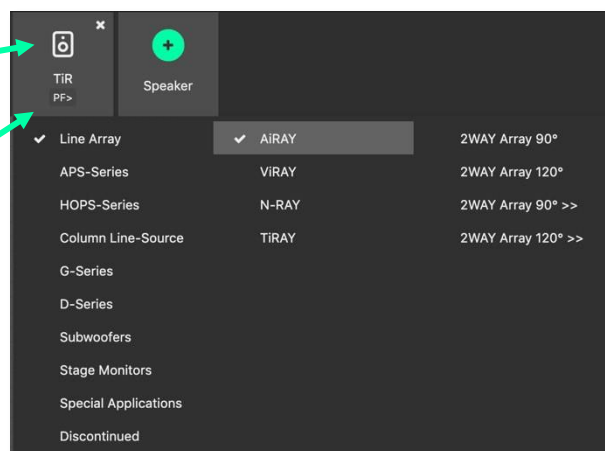 TiR
PF>
Speaker
Line Array
APS-Series
HOPS-Series
Column Line-Source
G-Series
D-Series
Subwoofers
Stage Monitors
Special Applications
Discontinued
AiRAY
ViRAY
N-RAY
TiRAY
2WAY Array 90°
2WAY Array 120°
2WAY Array 90° >>
2WAY Array 120° >>